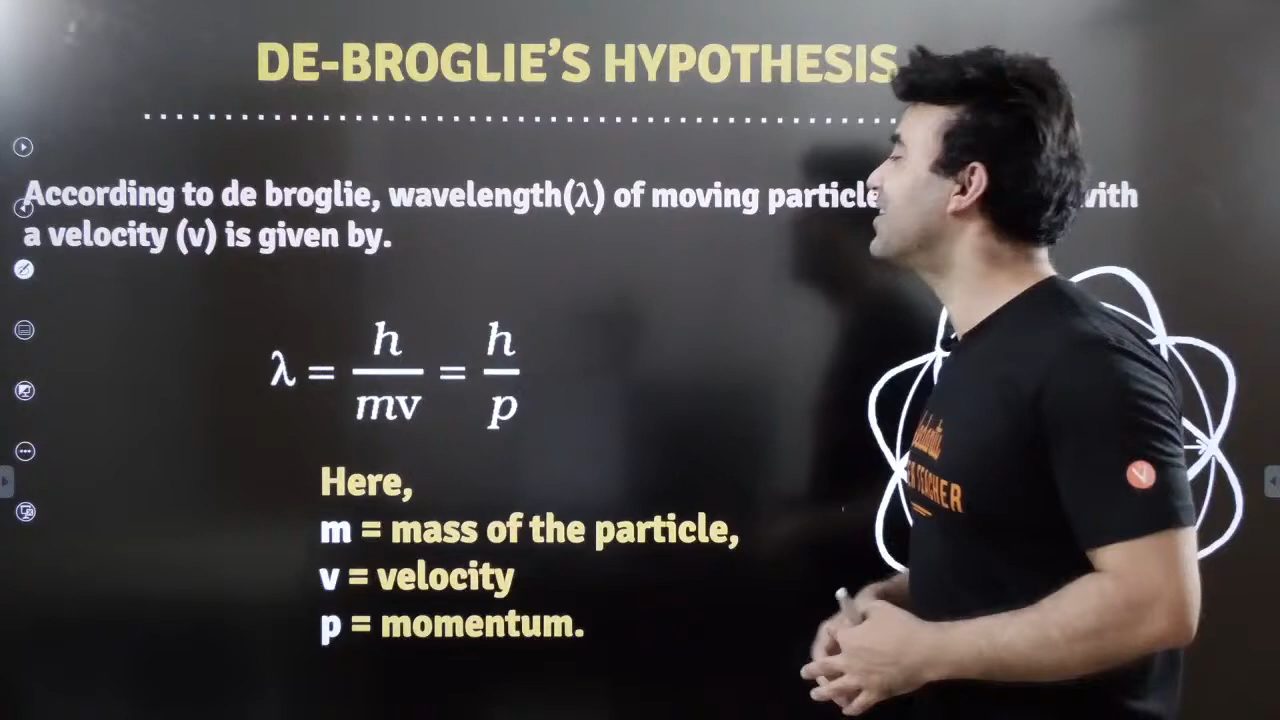 DE-BROGLIE'S HYPOTHESIS
According to de broglie, wavelength(λ) of moving particle
a velocity (v) is given by.
λ = h/mv = h/p
Here,
m = mass of the particle,
v = velocity
p = momentum.
TEACHER